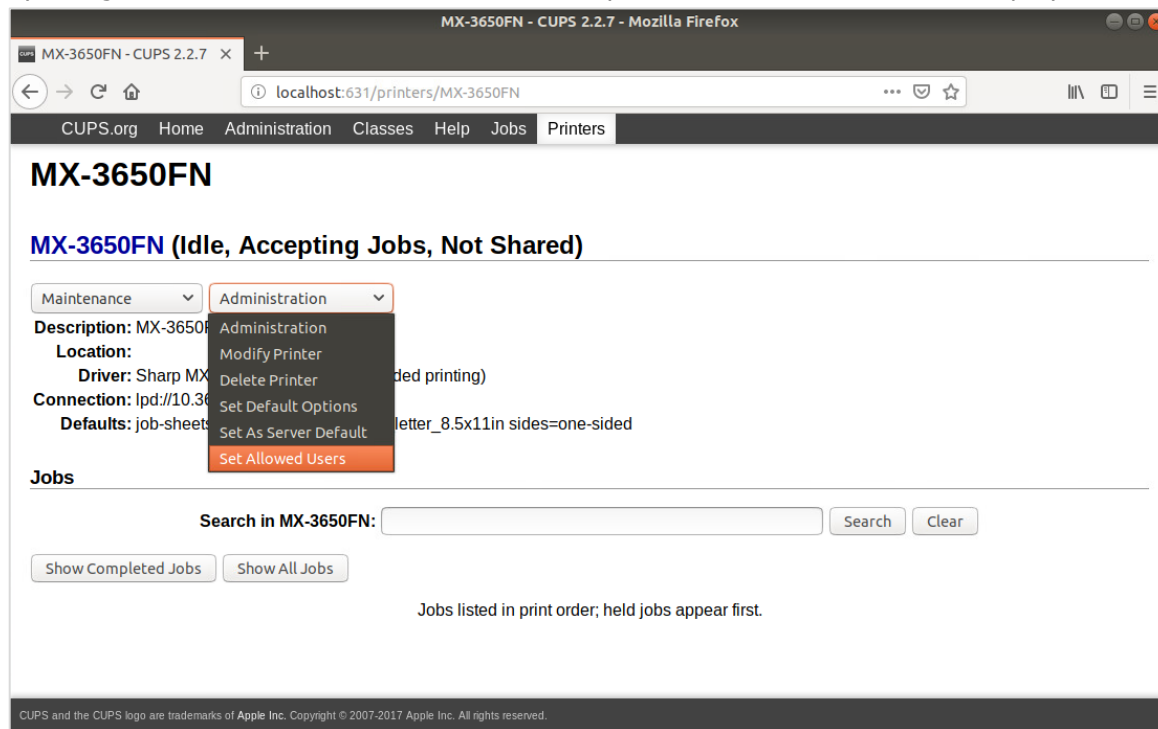 MX-3650FN - CUPS 2.2.7 - Mozilla Firefox
MX-3650FN - CUPS 2.2.7
localhost:631/printers/MX-3650FN
CUPS.org Home Administration Classes Help Jobs Printers
MX-3650FN
MX-3650FN (Idle, Accepting Jobs, Not Shared)
Maintenance Administration
Description: MX-3650F
Administration
Location:
Modify Printer
Driver: Sharp MX ded printing)
Delete Printer
Connection: lpd://10.36
Set Default Options
Defaults: job-sheets letter_8.5x11in sides=one-sided
Set As Server Default
Set Allowed Users
Jobs
Search in MX-3650FN: Search Clear
Show Completed Jobs Show All Jobs
Jobs listed in print order; held jobs appear first.
CUPS and the CUPS logo are trademarks of Apple Inc. Copyright © 2007-2017 Apple Inc. All rights reserved.